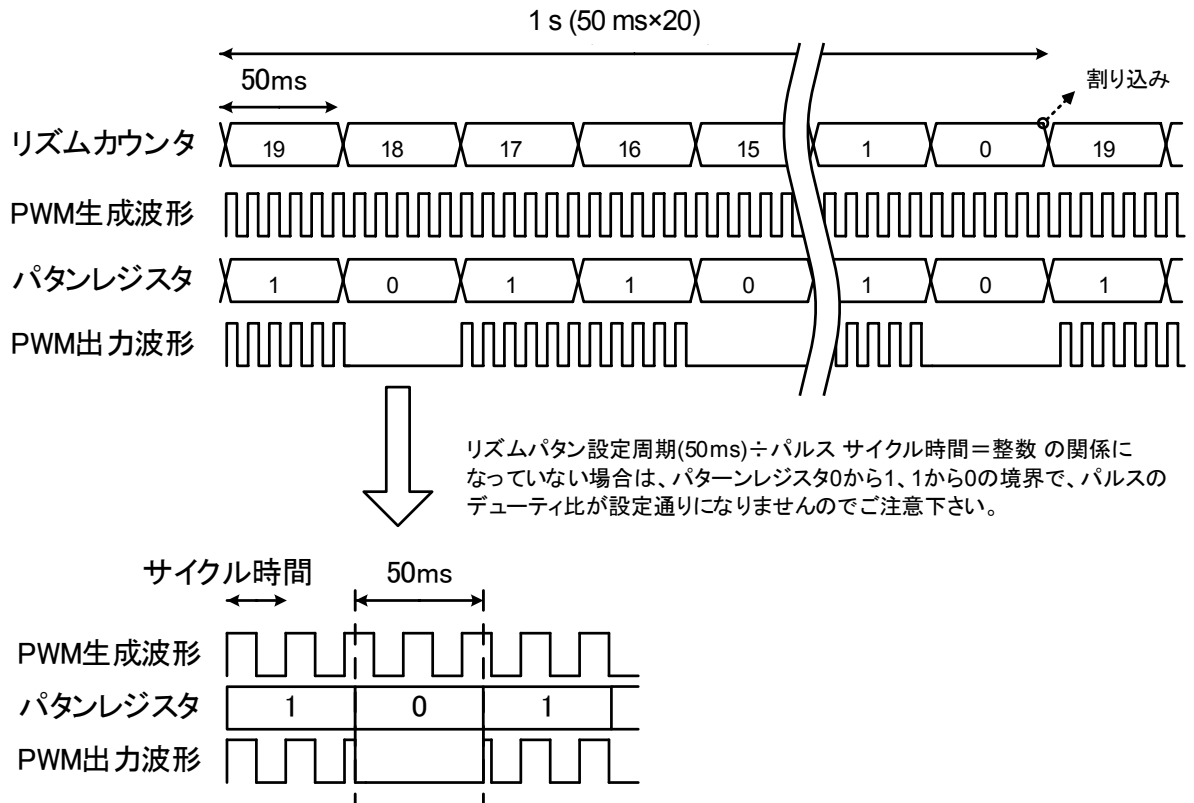 1 s (50 ms×20)
50ms
割り込み
リズムカウンタ 19 18 17 16 15 1 0 19
PWM生成波形
パタンレジスタ 1 0 1 1 0 1 0 1
PWM出力波形
リズムパタン設定周期(50ms)÷パルス サイクル時間=整数 の関係に
なっていない場合は、パターンレジスタ0から1、1から0の境界で、パルスの
デューティ比が設定通りになりませんのでご注意下さい。
サイクル時間 50ms
PWM生成波形
パタンレジスタ 1 0 1
PWM出力波形